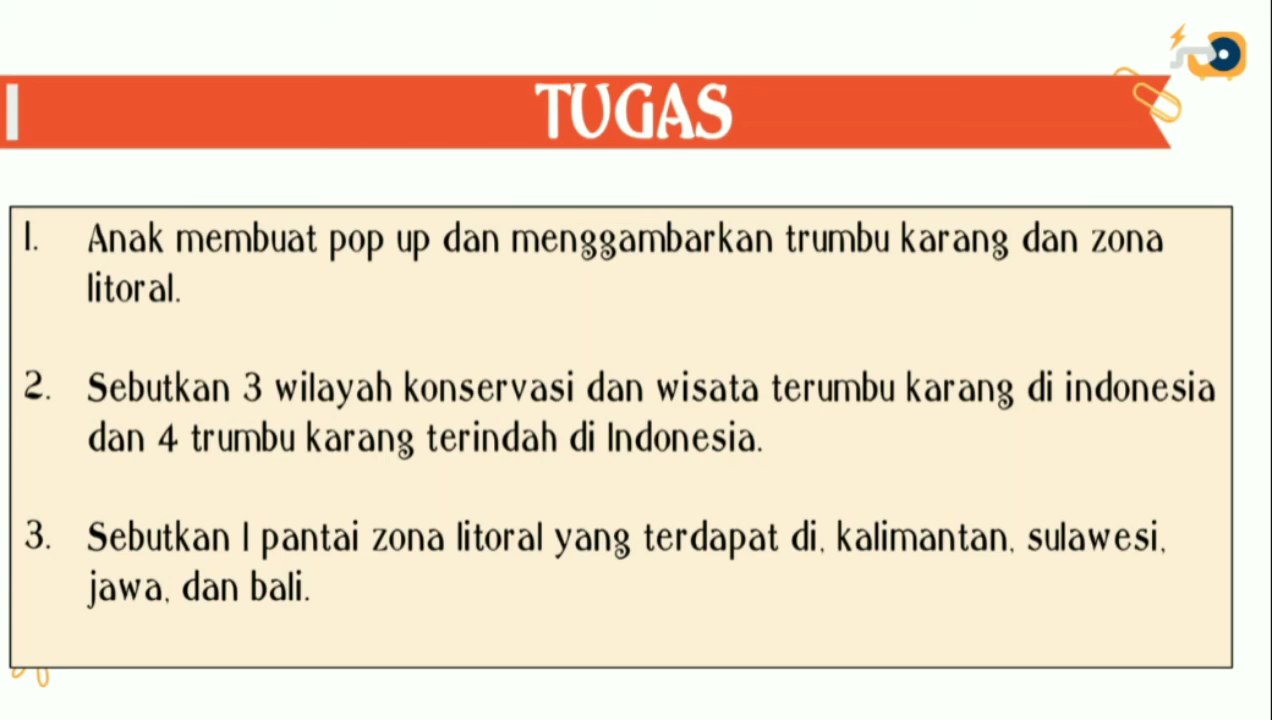 TUGAS
1. Anak membuat pop up dan menggambarkan trumbu karang dan zona
litoral.
2. Sebutkan 3 wilayah konservasi dan wisata terumbu karang di indonesia
dan 4 trumbu karang terindah di Indonesia.
3. Sebutkan 1 pantai zona litoral yang terdapat di, kalimantan, sulawesi,
jawa, dan bali.